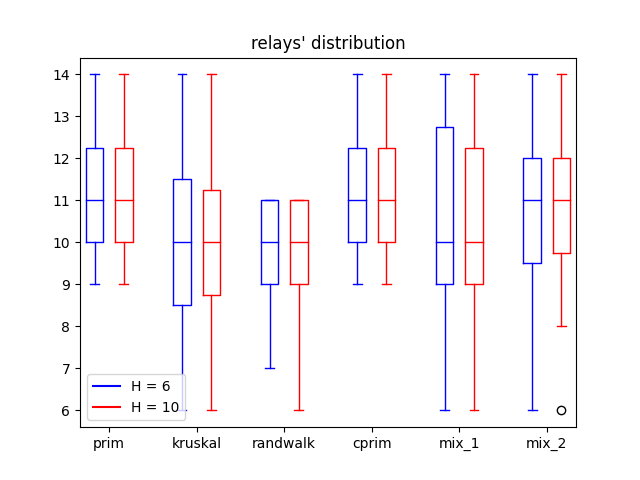 relays' distribution
14
13
12
11
10
9
8
7
6
H = 6
H = 10
prim kruskal randwalk cprim mix_1 mix_2